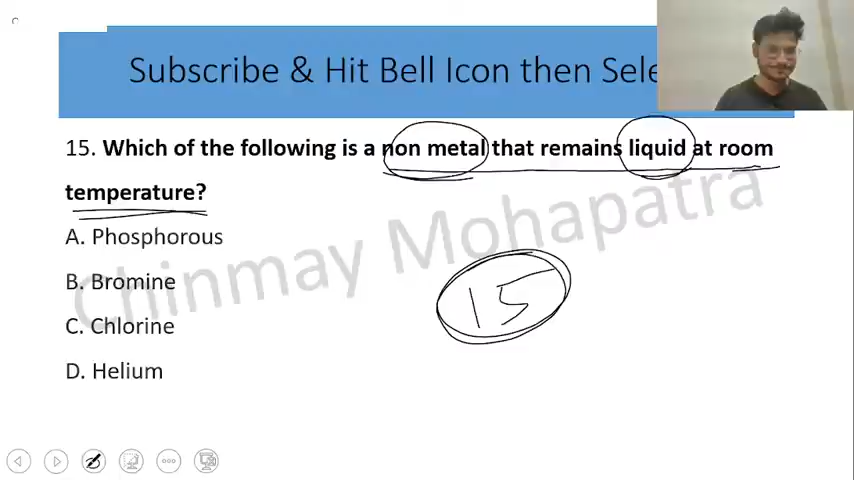 Subscribe & Hit Bell Icon then Sele
15. Which of the following is a non metal that remains liquid at room
temperature?
A. Phosphorous
B. Bromine
C. Chlorine
D. Helium
15
Chinmay Mohapatra